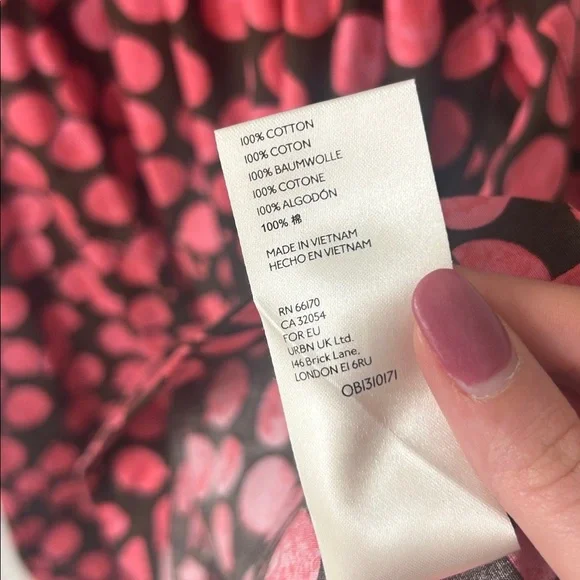 100% COTTON
100% COTON
100% BAUMWOLLE
100% COTONE
100% ALGODÓN
100% 棉
MADE IN VIETNAM
HECHO EN VIETNAM
RN 66170
CA 32054
FOR EU
URBN UK Ltd.
146 Brick Lane,
LONDON E1 6RU
OB1310171